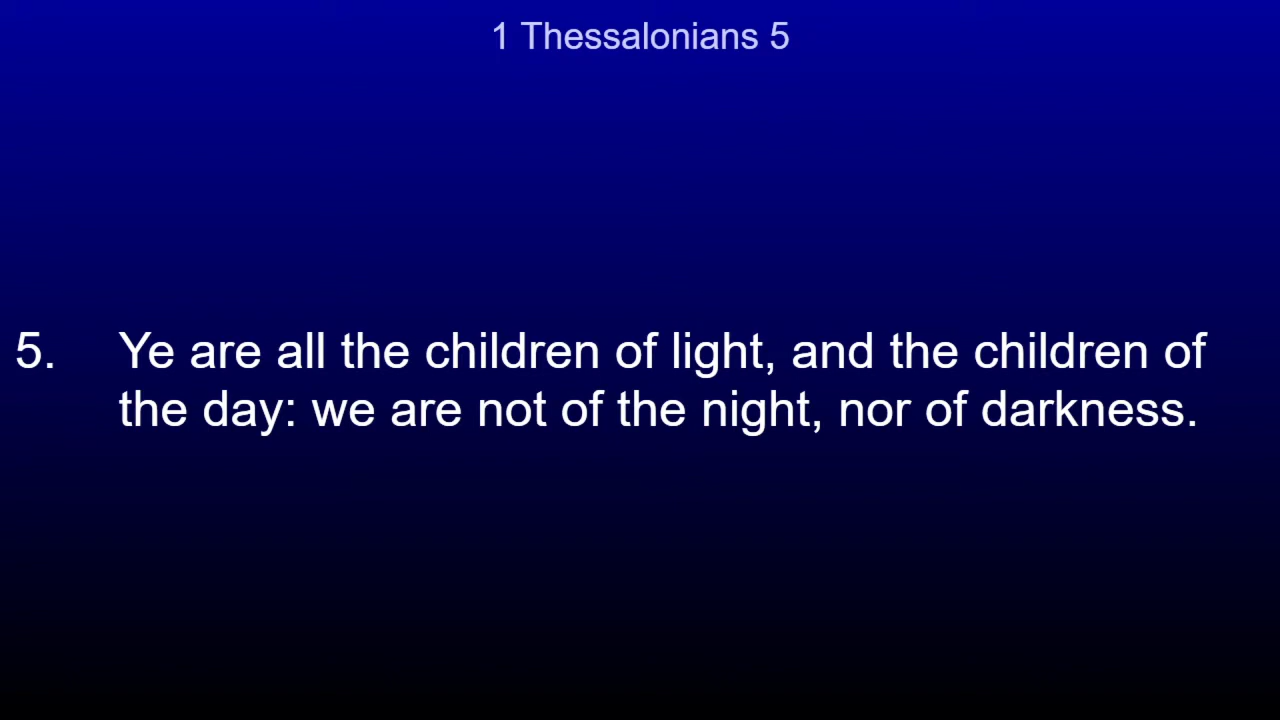 1 Thessalonians 5
5. Ye are all the children of light, and the children of
the day: we are not of the night, nor of darkness.